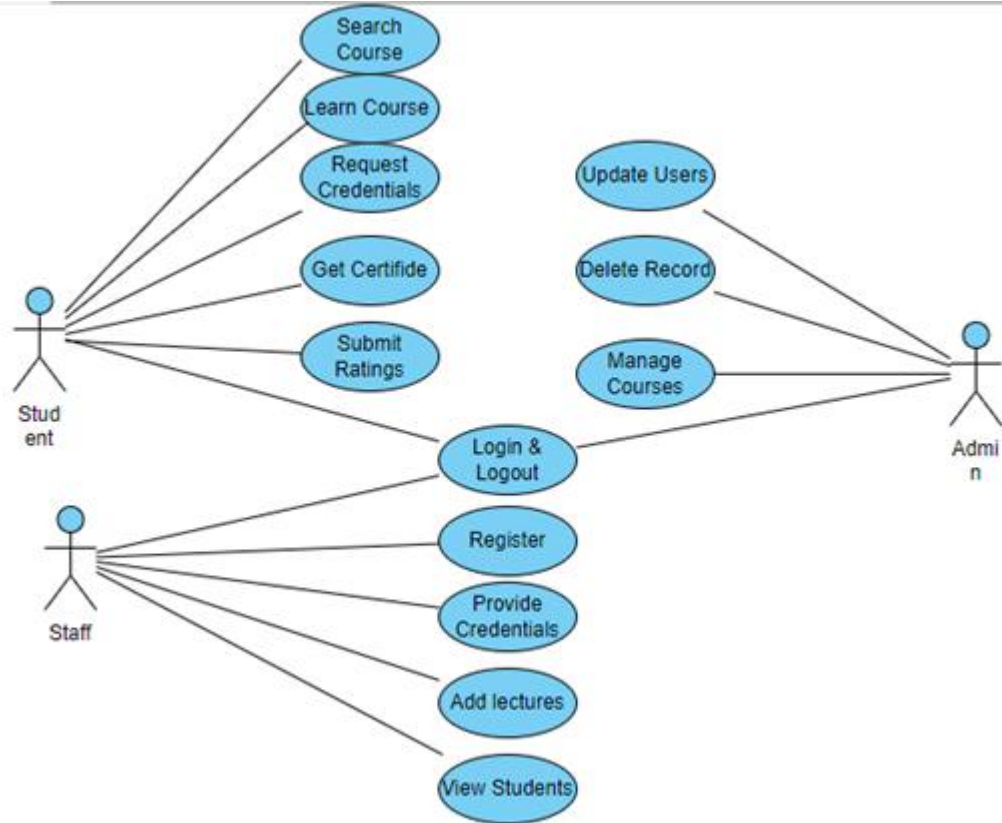 Search
Course
Learn Course
Request
Credentials
Update Users
Get Certifide
Delete Record
Submit
Ratings
Manage
Courses
Stud
ent
Login &
Logout
Admi
n
Register
Staff
Provide
Credentials
Add lectures
View Students